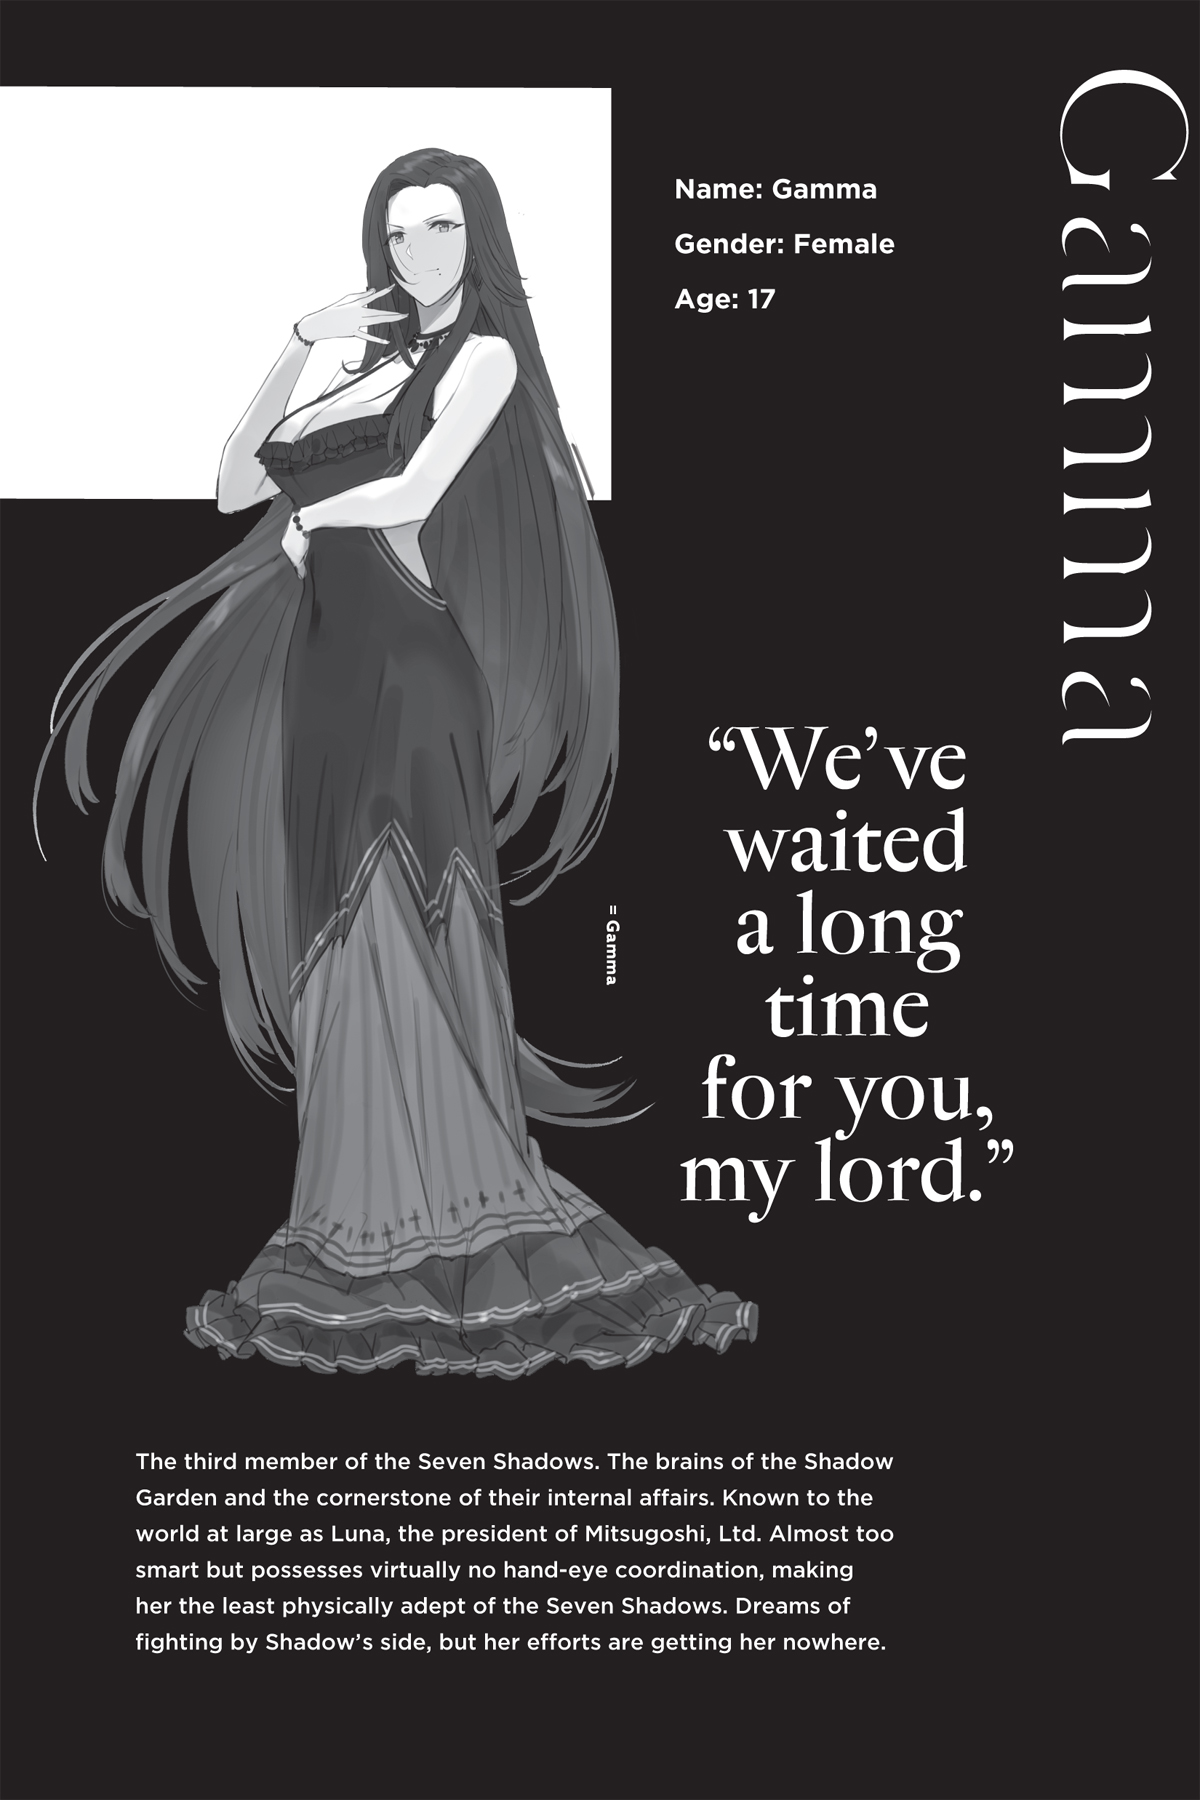 Gamma
Name: Gamma
Gender: Female
Age: 17
“We’ve
waited
a long
time
for you,
my lord.”
= Gamma
The third member of the Seven Shadows. The brains of the Shadow
Garden and the cornerstone of their internal affairs. Known to the
world at large as Luna, the president of Mitsugoshi, Ltd. Almost too
smart but possesses virtually no hand-eye coordination, making
her the least physically adept of the Seven Shadows. Dreams of
fighting by Shadow’s side, but her efforts are getting her nowhere.